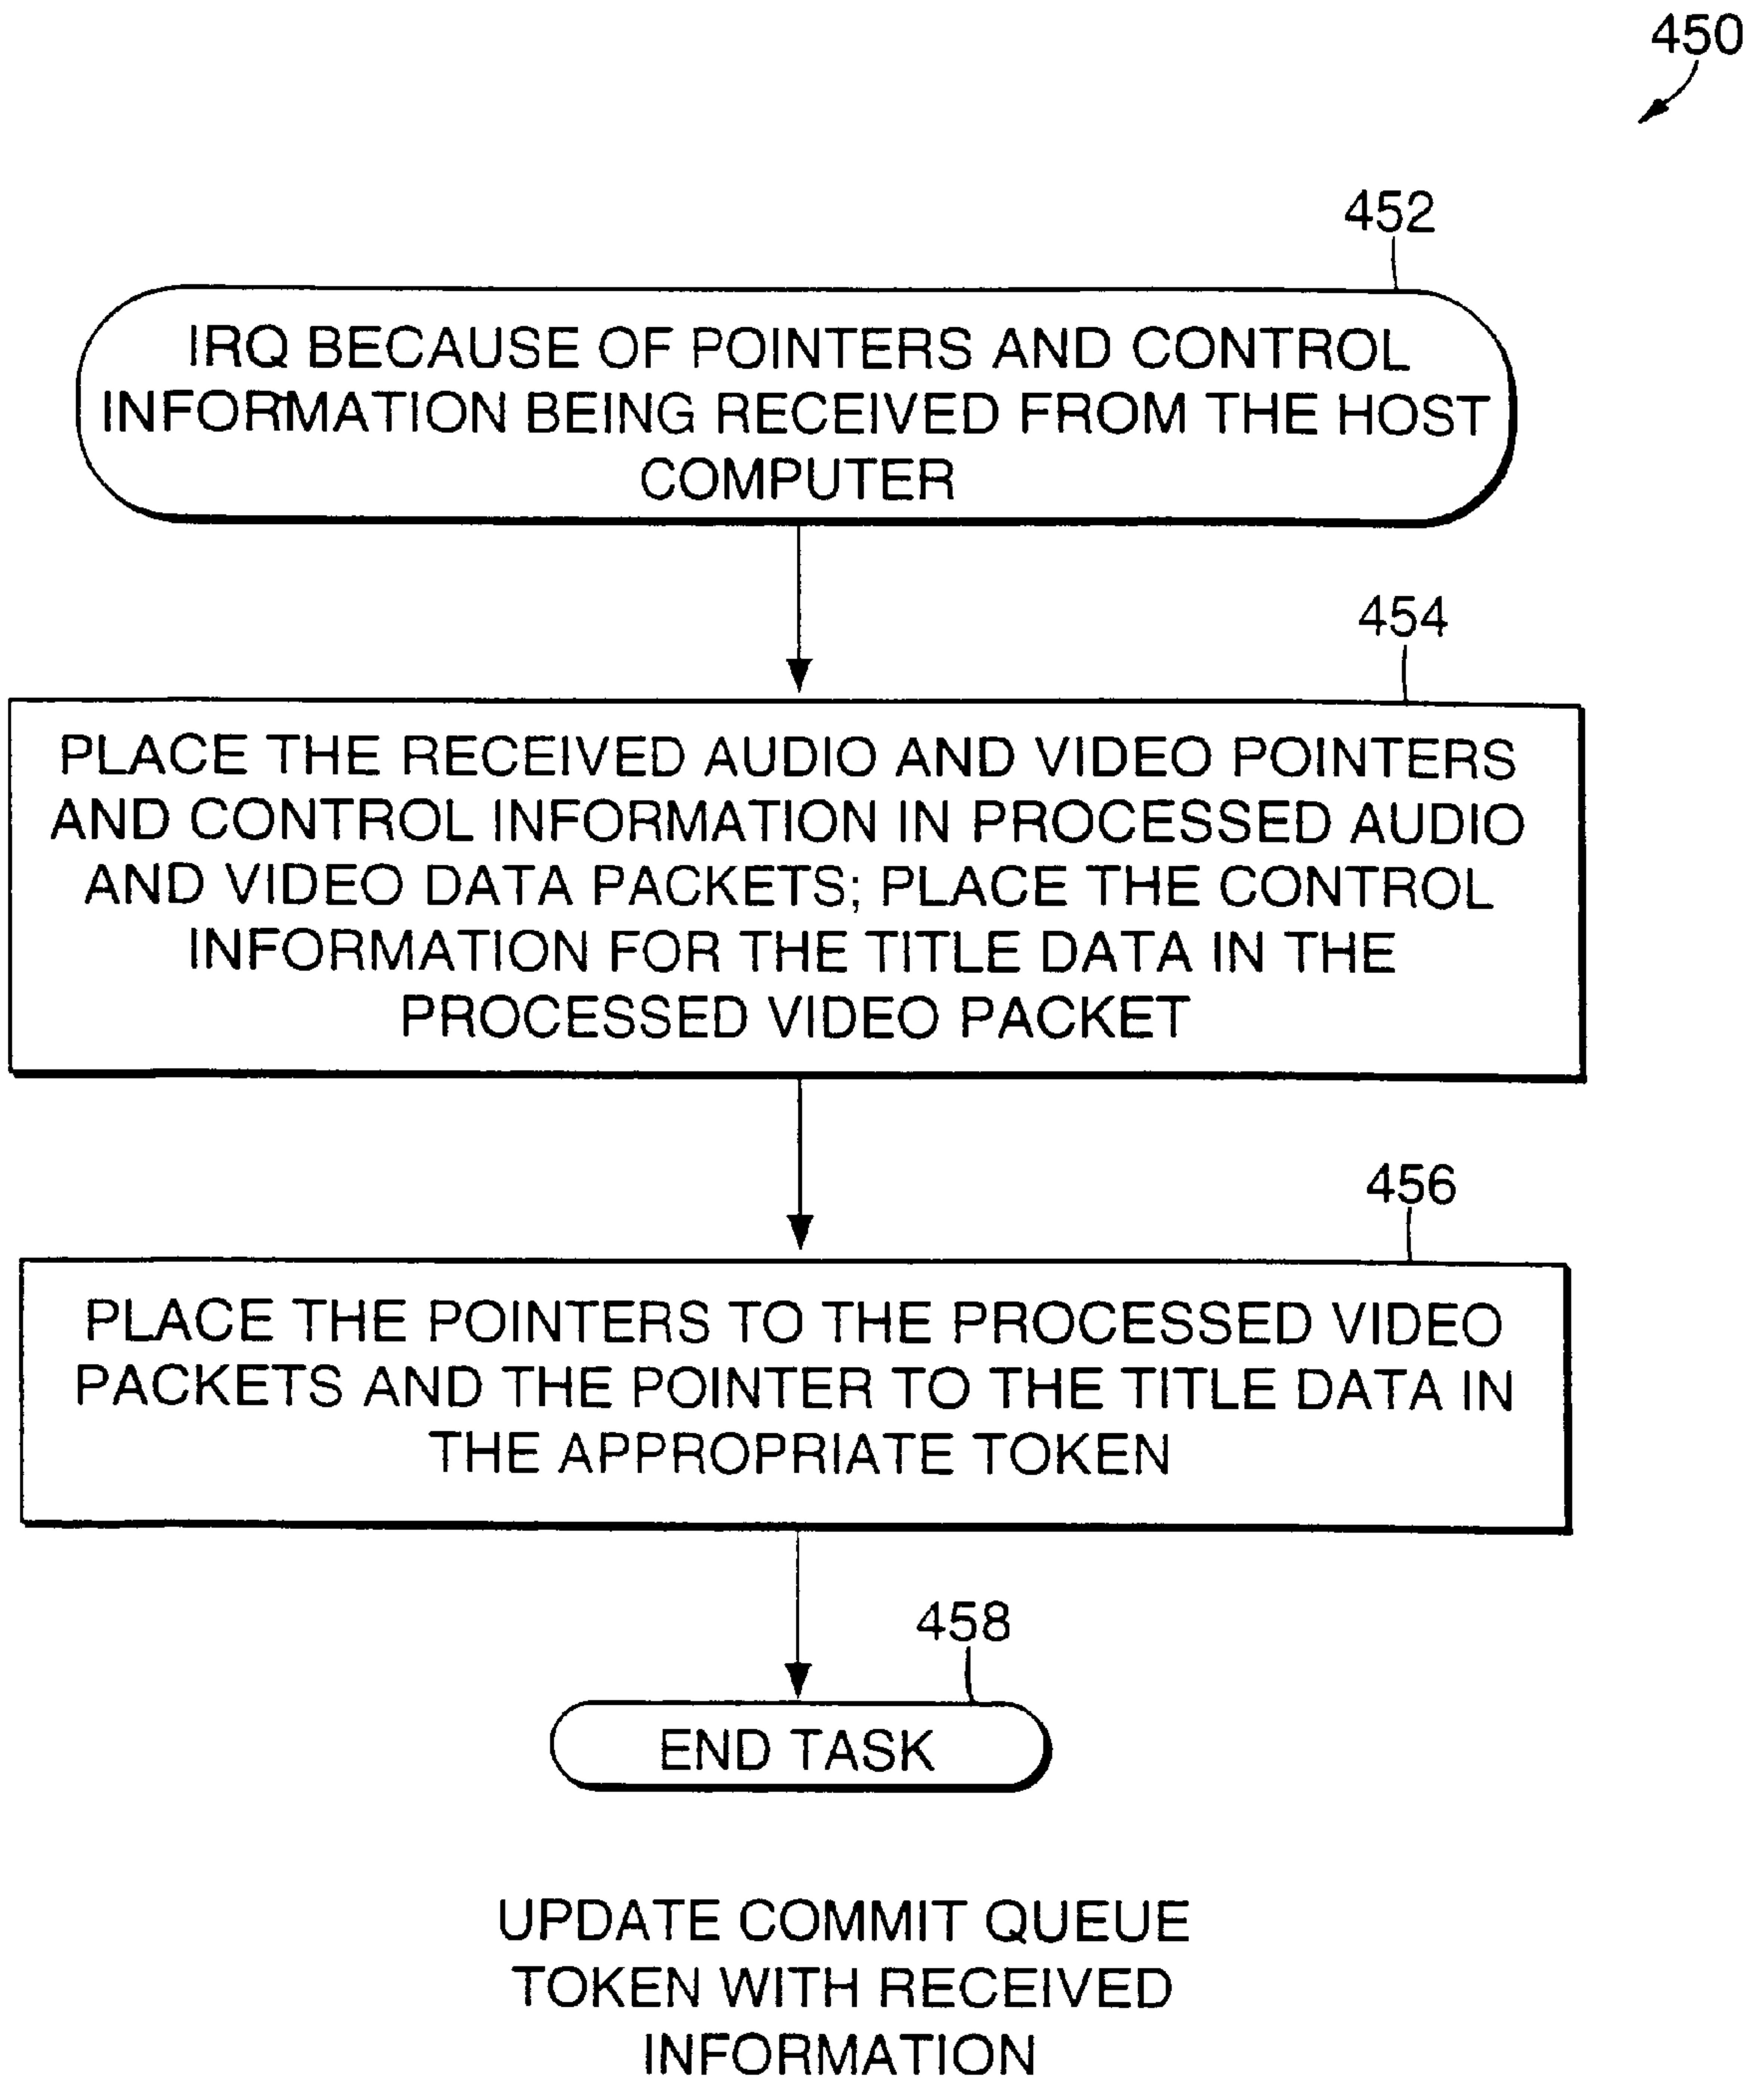 450
452
IRQ BECAUSE OF POINTERS AND CONTROL
INFORMATION BEING RECEIVED FROM THE HOST
COMPUTER
454
PLACE THE RECEIVED AUDIO AND VIDEO POINTERS
AND CONTROL INFORMATION IN PROCESSED AUDIO
AND VIDEO DATA PACKETS; PLACE THE CONTROL
INFORMATION FOR THE TITLE DATA IN THE
PROCESSED VIDEO PACKET
456
PLACE THE POINTERS TO THE PROCESSED VIDEO
PACKETS AND THE POINTER TO THE TITLE DATA IN
THE APPROPRIATE TOKEN
458
END TASK
UPDATE COMMIT QUEUE
TOKEN WITH RECEIVED
INFORMATION